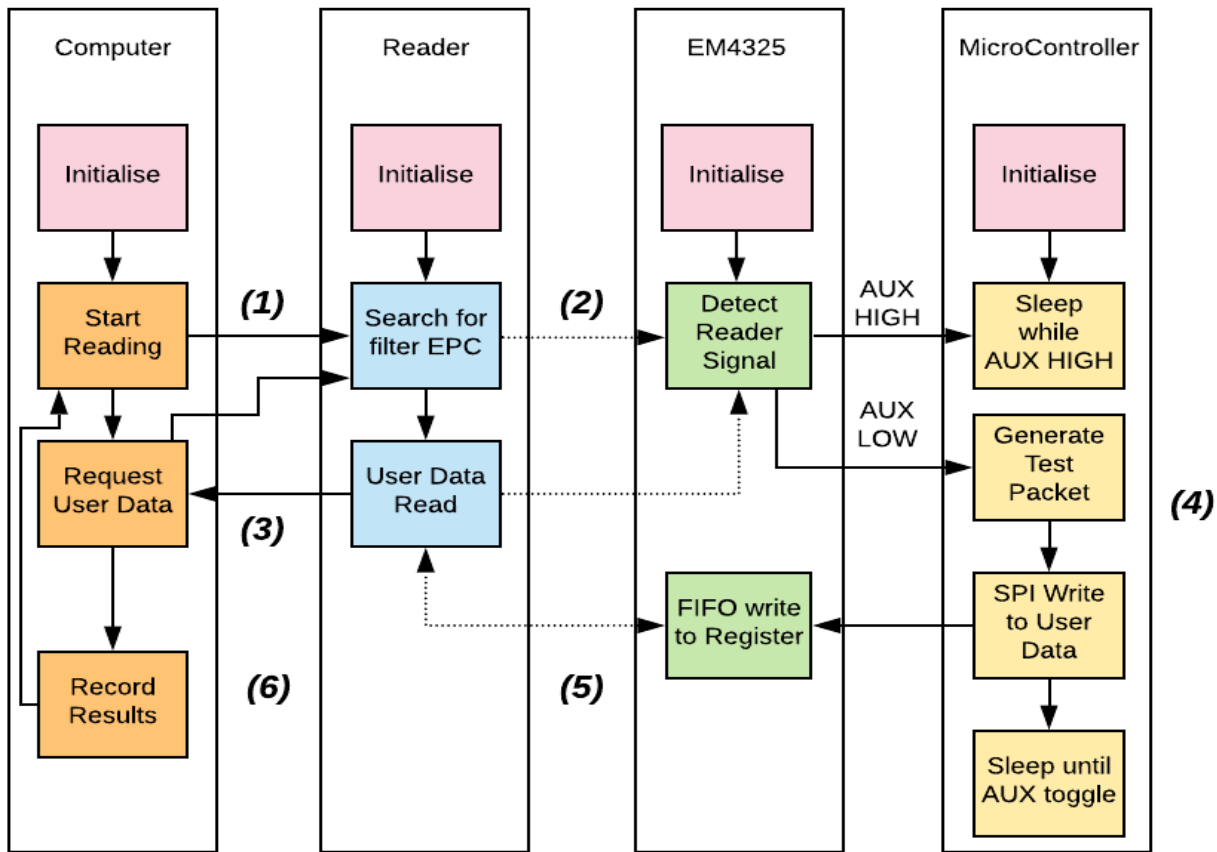 Computer
Reader
EM4325
MicroController
Initialise
Initialise
Initialise
Initialise
Start
Reading
(1)
Search for
filter EPC
(2)
Detect
Reader
Signal
AUX
HIGH
Sleep
while
AUX HIGH
AUX
LOW
Request
User Data
(3)
User Data
Read
Generate
Test
Packet
(4)
FIFO write
to Register
SPI Write
to User
Data
Record
Results
(6)
(5)
Sleep until
AUX toggle